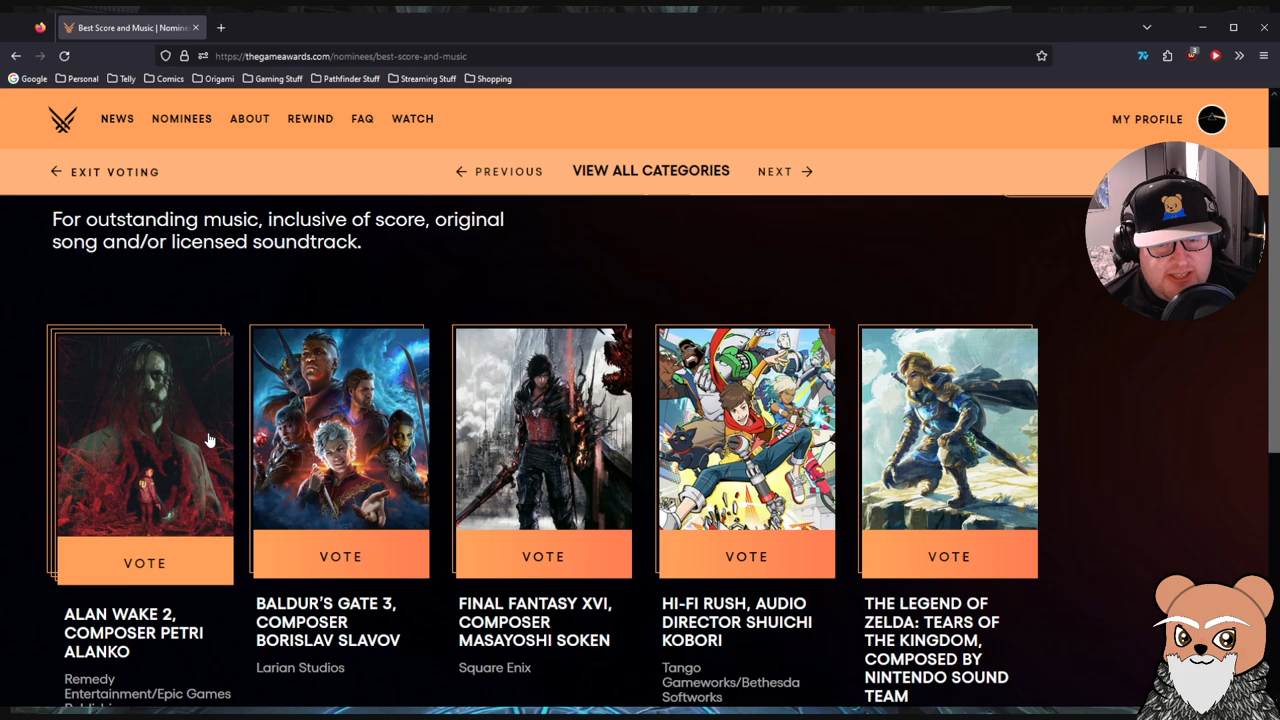 Best Score and Music | Nomine
https://thegameawards.com/nominees/best-score-and-music
Google Personal Telly Comics Origami Gaming Stuff Pathfinder Stuff Streaming Stuff Shopping
3
NEWS NOMINEES ABOUT REWIND FAQ WATCH MY PROFILE
EXIT VOTING PREVIOUS VIEW ALL CATEGORIES NEXT
For outstanding music, inclusive of score, original
song and/or licensed soundtrack.
VOTE VOTE VOTE VOTE VOTE
ALAN WAKE 2,
COMPOSER PETRI
ALANKO
Remedy
Entertainment/Epic Games
BALDUR'S GATE 3,
COMPOSER
BORISLAV SLAVOV
Larian Studios
FINAL FANTASY XVI,
COMPOSER
MASAYOSHI SOKEN
Square Enix
HI-FI RUSH, AUDIO
DIRECTOR SHUICHI
KOBORI
Tango
Gameworks/Bethesda
Softworks
THE LEGEND OF
ZELDA: TEARS OF
THE KINGDOM,
COMPOSED BY
NINTENDO SOUND
TEAM